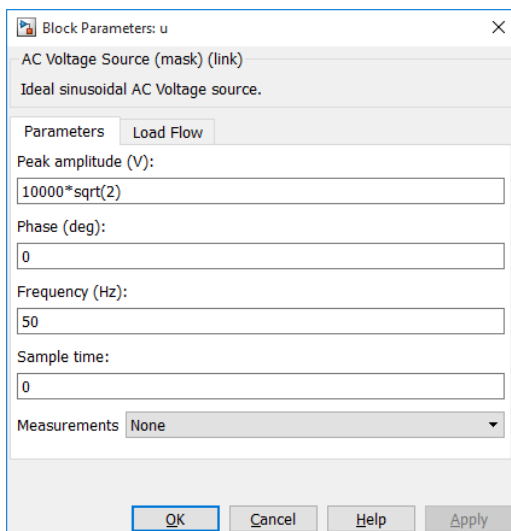 Block Parameters: u
AC Voltage Source (mask) (link)
Ideal sinusoidal AC Voltage source.
Parameters Load Flow
Peak amplitude (V):
10000*sqrt(2)
Phase (deg):
0
Frequency (Hz):
50
Sample time:
0
Measurements None
OK Cancel Help Apply